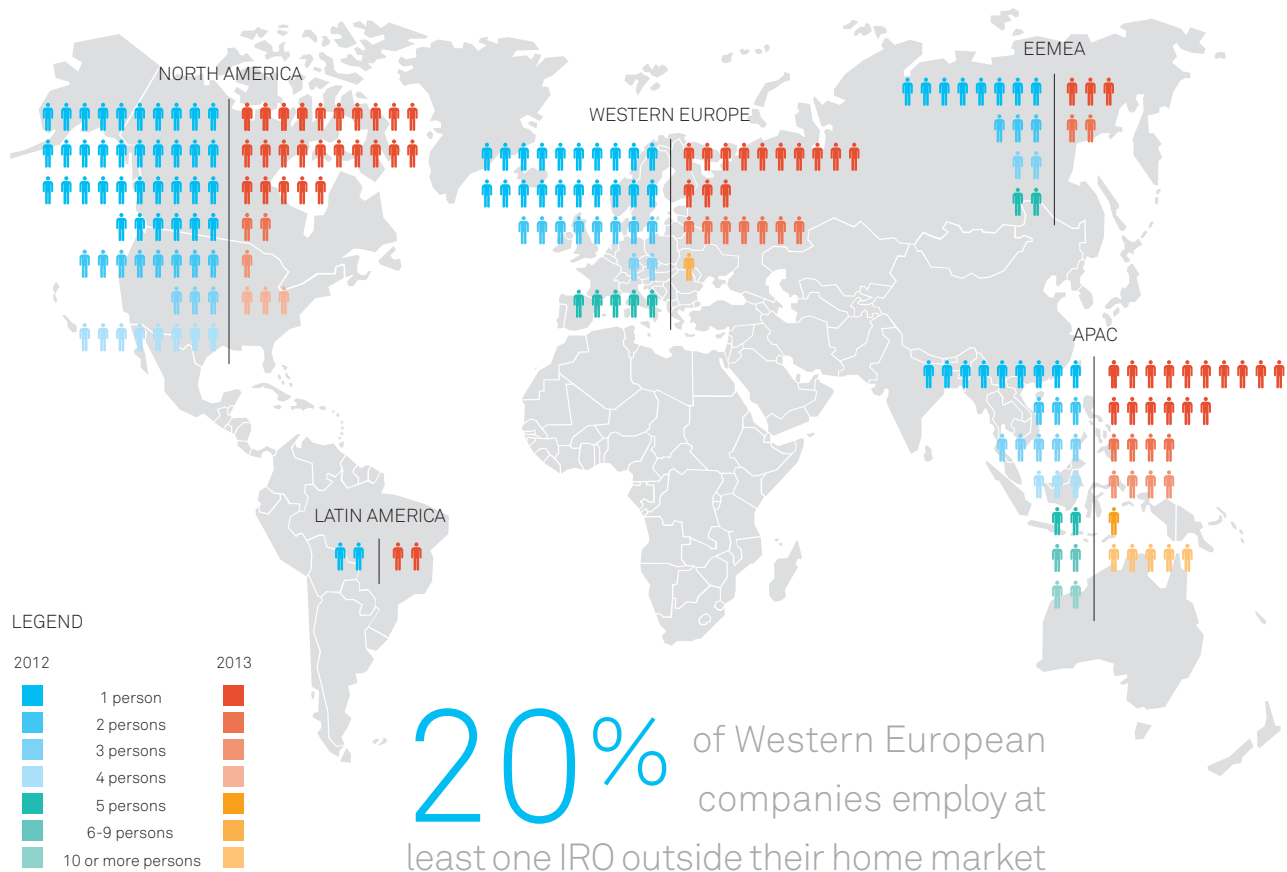 EEMEA
NORTH AMERICA
WESTERN EUROPE
APAC
LATIN AMERICA
LEGEND
2012 2013
1 person
2 persons
3 persons
4 persons
5 persons
6-9 persons
10 or more persons
20% of Western European
companies employ at
least one IRO outside their home market